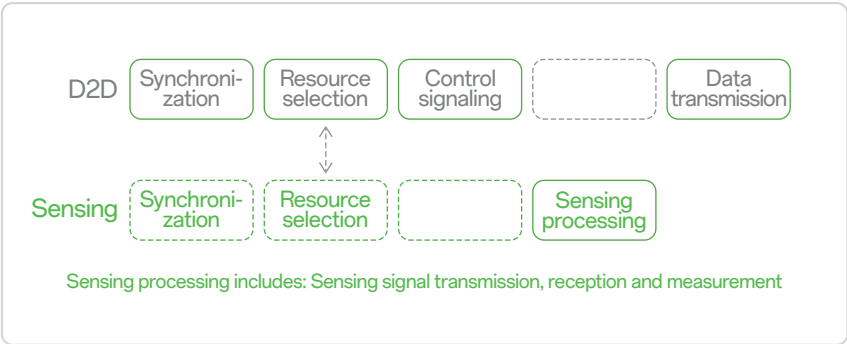 D2D
Synchroni-
zation
Resource
selection
Control
signaling
Data
transmission
Sensing
Synchroni-
zation
Resource
selection
Sensing
processing
Sensing processing includes: Sensing signal transmission, reception and measurement